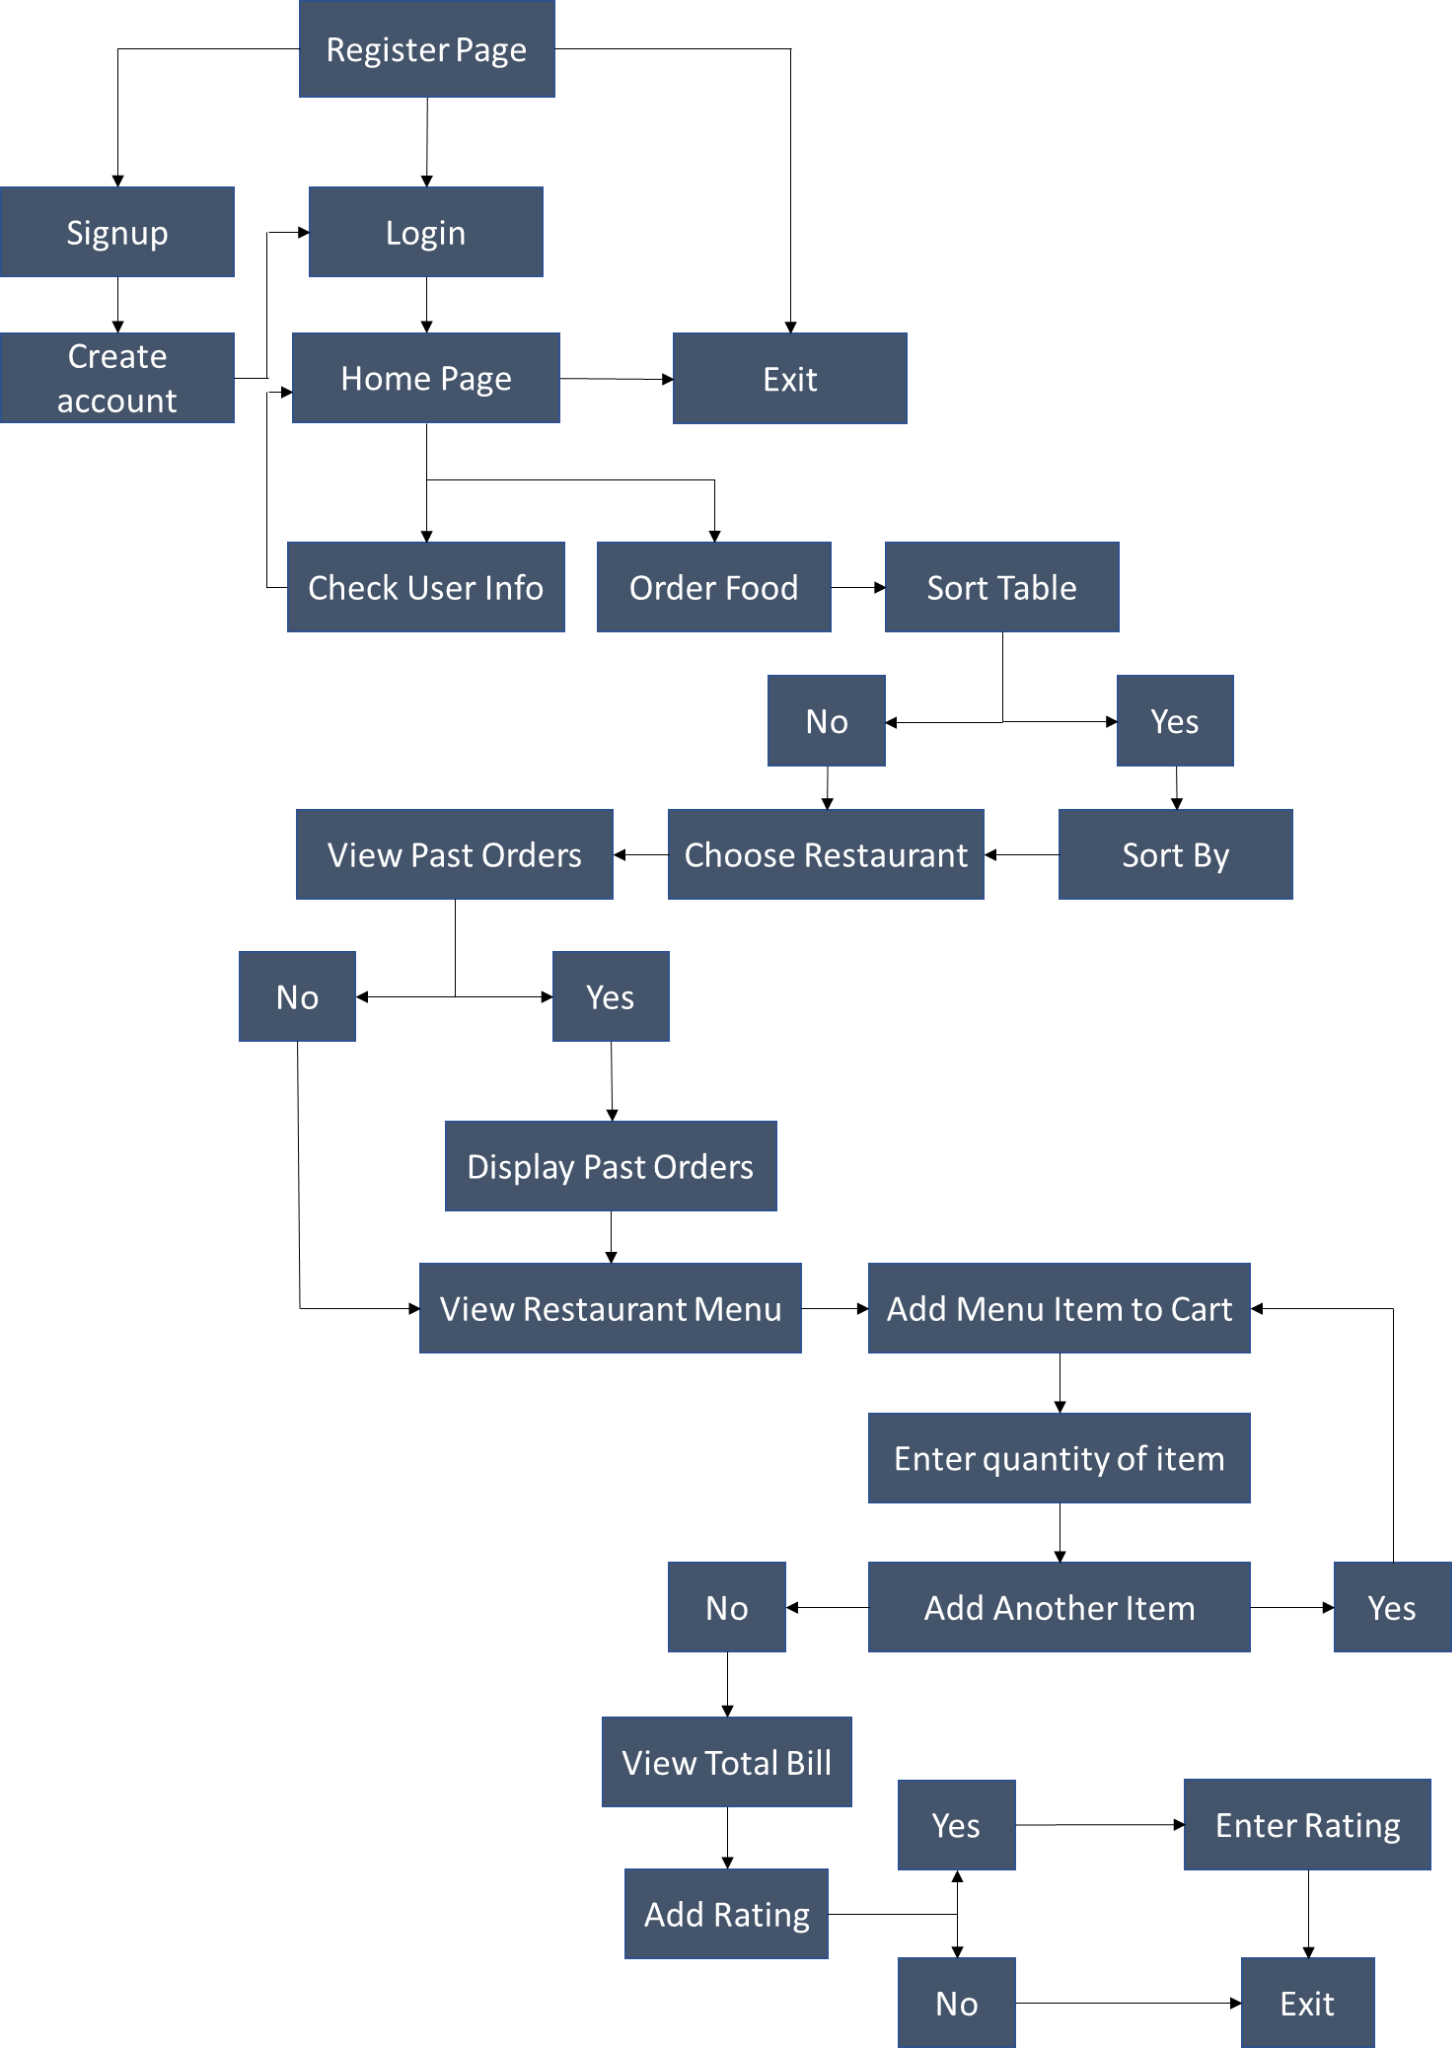 Register Page
Signup
Login
Create
account
Home Page
Exit
Check User Info
Order Food
Sort Table
No
Yes
View Past Orders
Choose Restaurant
Sort By
No
Yes
Display Past Orders
View Restaurant Menu
Add Menu Item to Cart
Enter quantity of item
No
Add Another Item
Yes
View Total Bill
Yes
Enter Rating
Add Rating
No
Exit